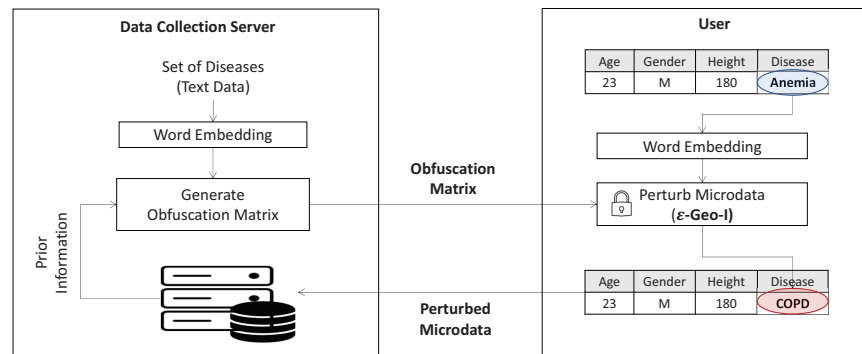 Data Collection Server
Set of Diseases
(Text Data)
Word Embedding
Generate
Obfuscation Matrix
Prior
Information
Obfuscation
Matrix
Perturbed
Microdata
User
Age Gender Height Disease
23 M 180 Anemia
Word Embedding
Perturb Microdata
(ε-Geo-I)
Age Gender Height Disease
23 M 180 COPD